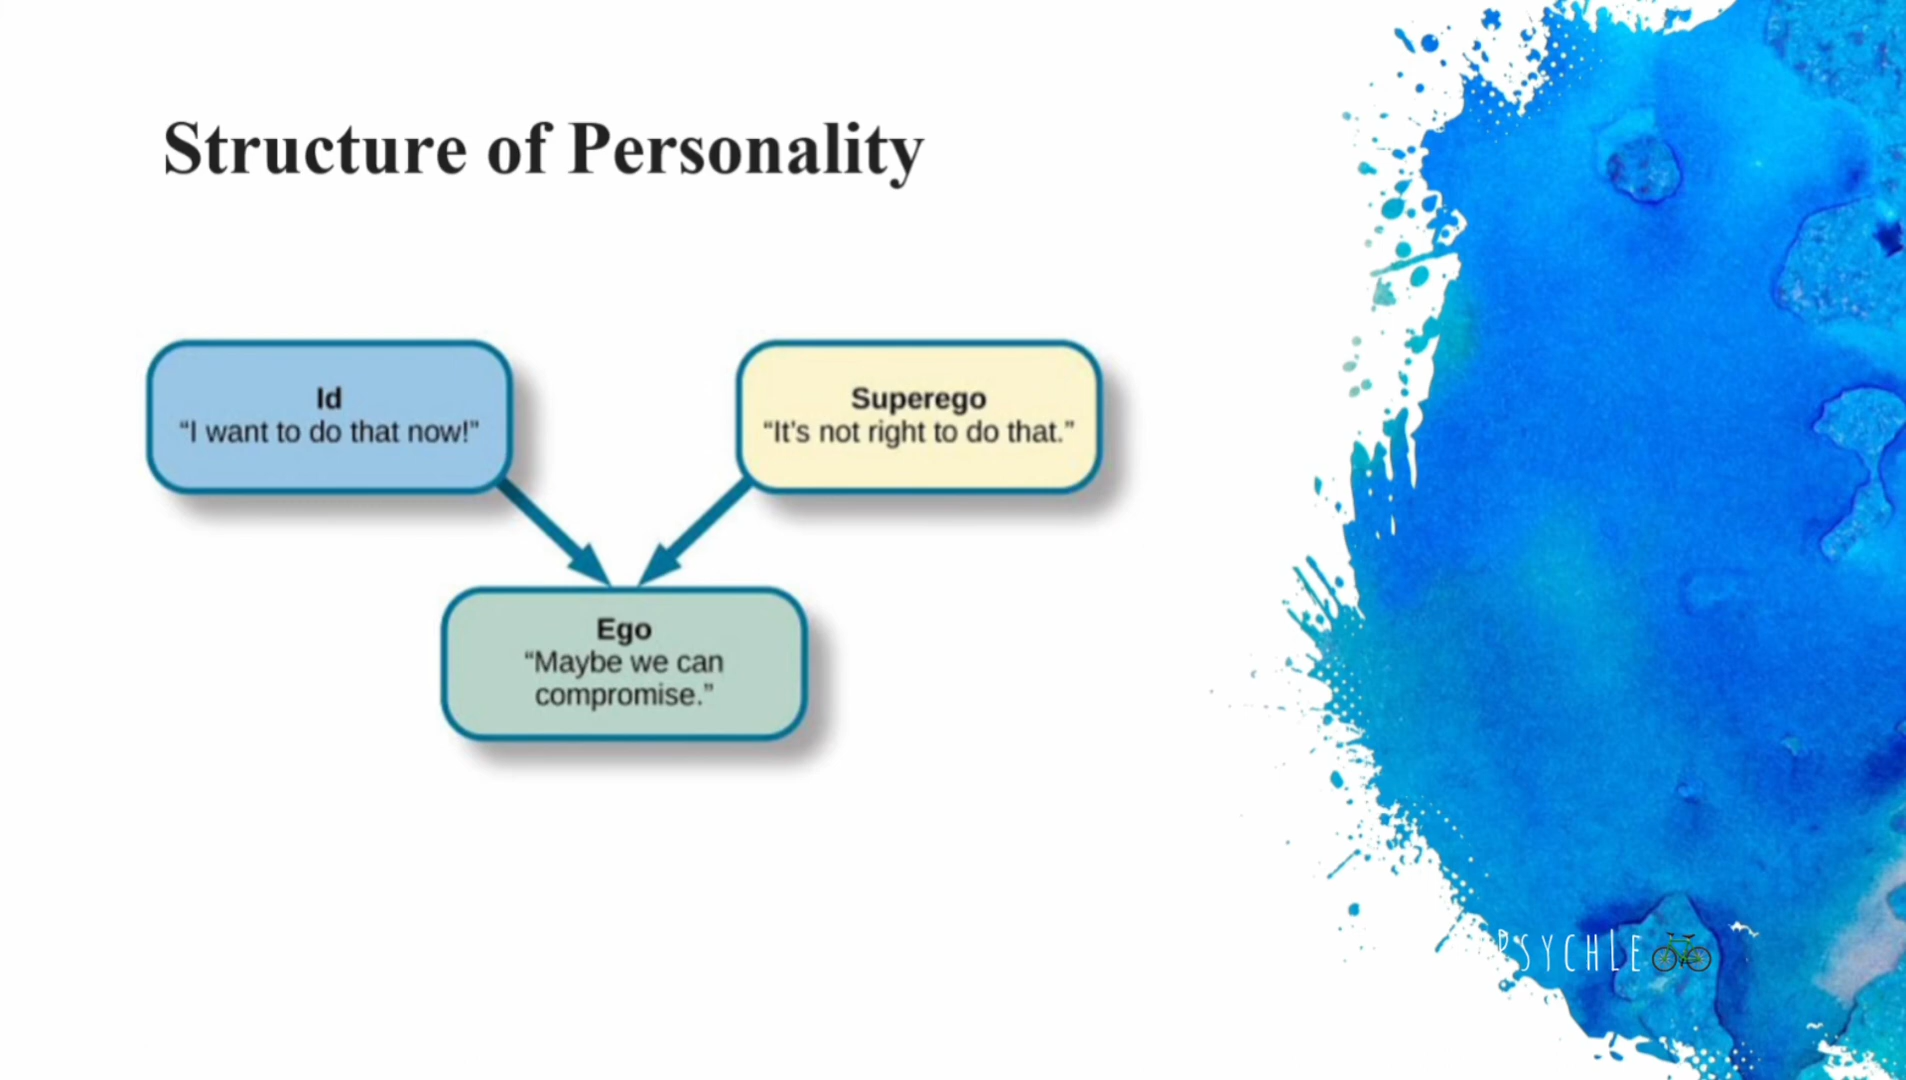 Structure of Personality
Id
“I want to do that now!”
Superego
“It's not right to do that.”
Ego
“Maybe we can
compromise.”
PSYCHLE